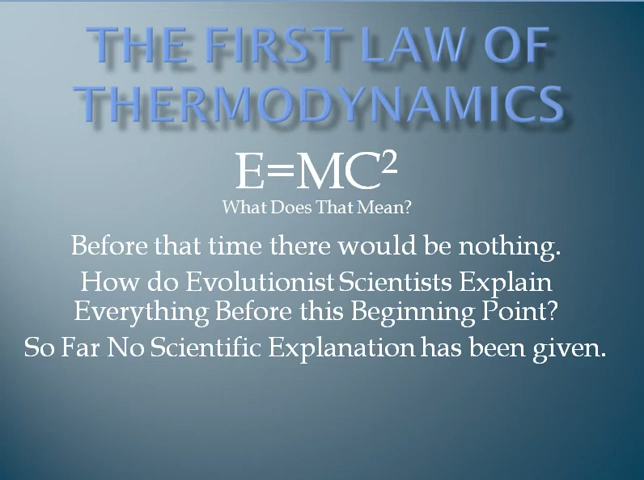 THE FIRST LAW OF
THERMODYNAMICS
E=MC²
What Does That Mean?
Before that time there would be nothing.
How do Evolutionist Scientists Explain
Everything Before this Beginning Point?
So Far No Scientific Explanation has been given.